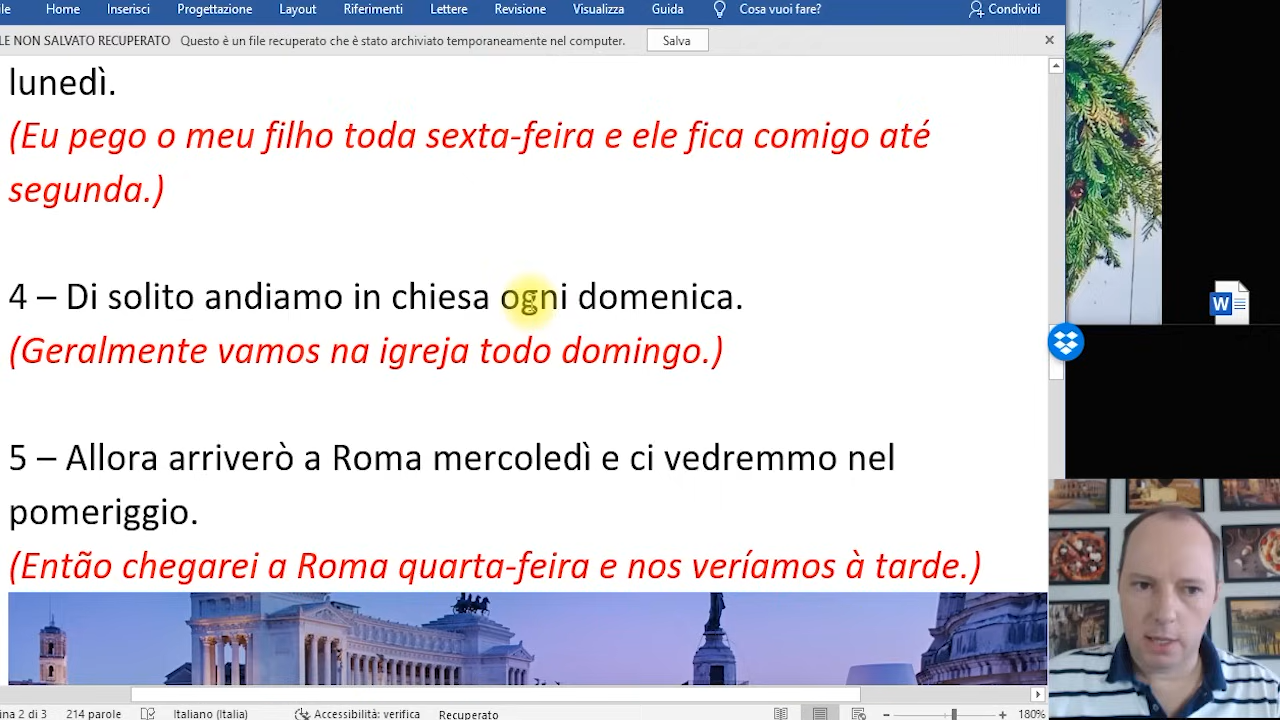 le Home Inserisci Progettazione Layout Riferimenti Lettere Revisione Visualizza Guida Cosa vuoi fare? Condividi
LE NON SALVATO RECUPERATO Questo è un file recuperato che è stato archiviato temporaneamente nel computer. Salva
lunedì.
(Eu pego o meu filho toda sexta-feira e ele fica comigo até
segunda.)
4 – Di solito andiamo in chiesa ogni domenica.
(Geralmente vamos na igreja todo domingo.)
5 – Allora arriverò a Roma mercoledì e ci vedremmo nel
pomeriggio.
(Então chegarei a Roma quarta-feira e nos veríamos à tarde.)
ina 2 di 3 214 parole Italiano (Italia) Accessibilità: verifica Recuperato 180%